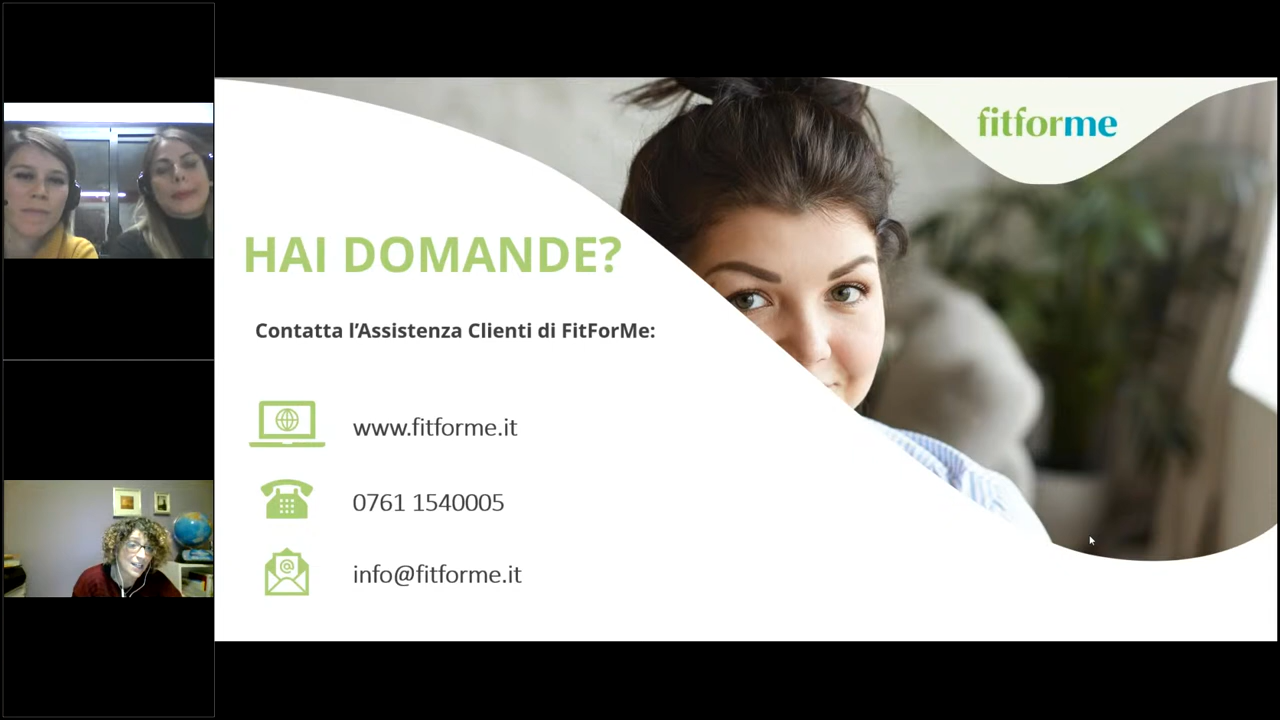 fitforme
HAI DOMANDE?
Contatta l’Assistenza Clienti di FitForMe:
www.fitforme.it
0761 1540005
info@fitforme.it